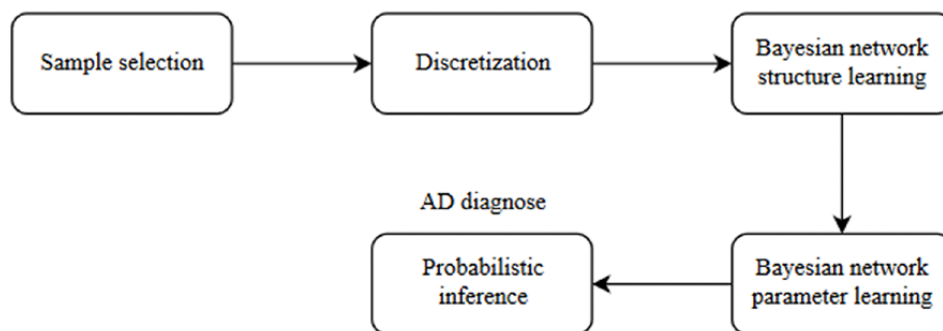 Sample selection
Discretization
Bayesian network
structure learning
AD diagnose
Probabilistic
inference
Bayesian network
parameter learning